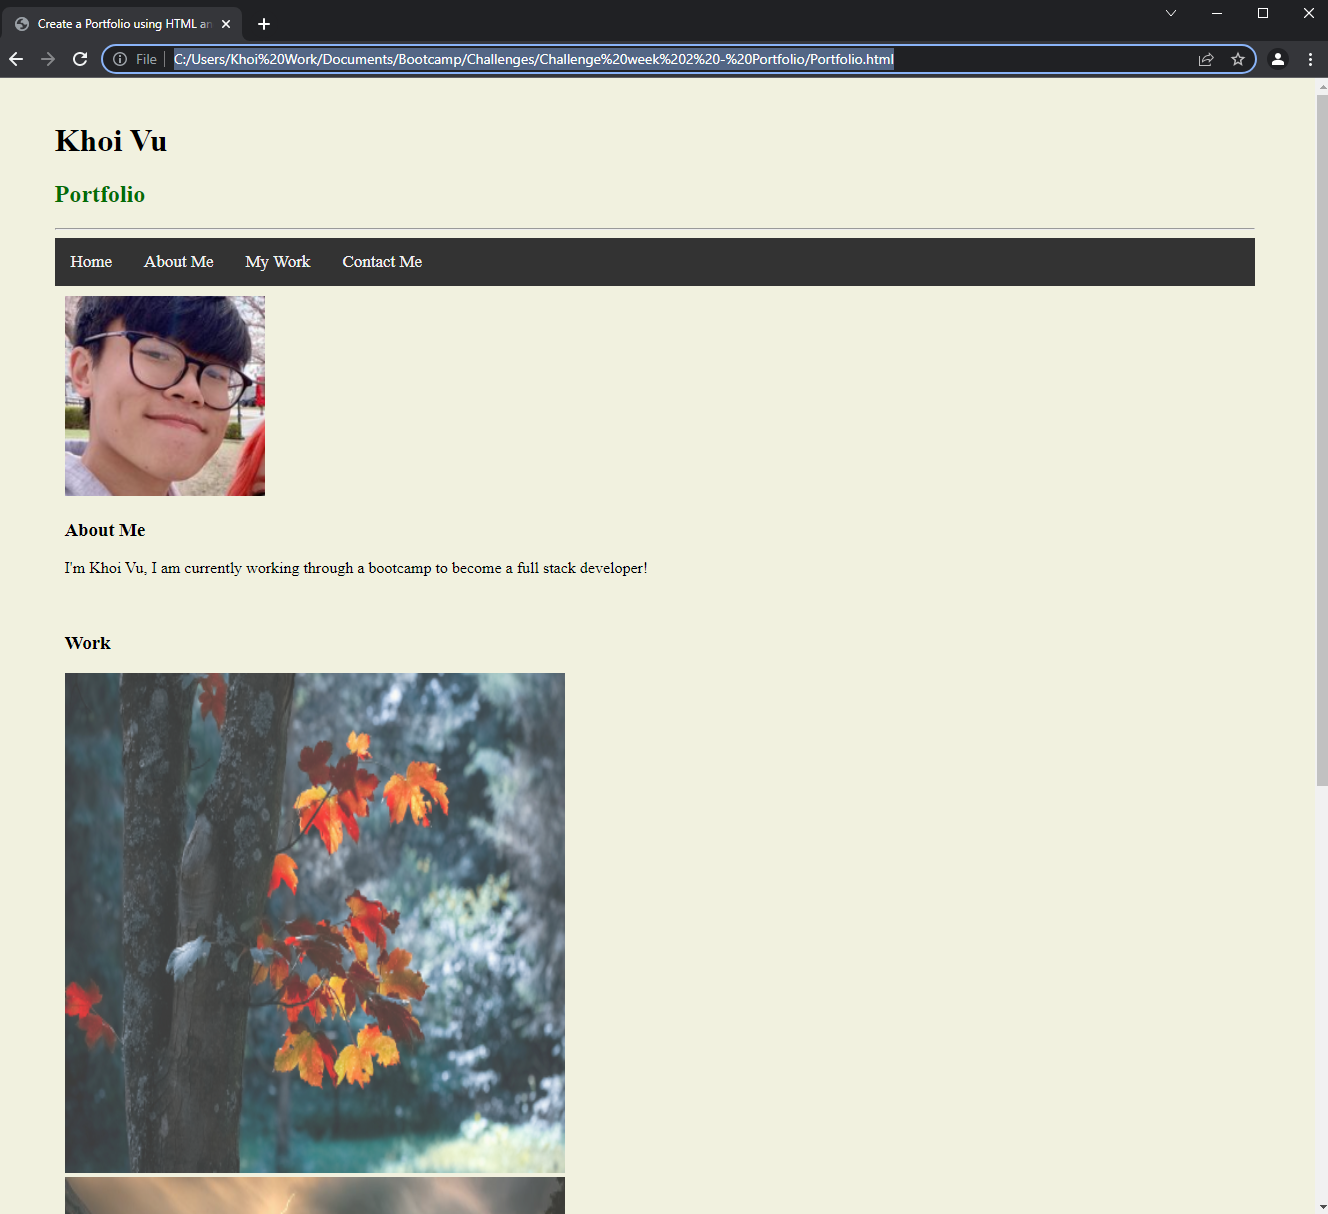 Create a Portfolio using HTML an
File
C:/Users/Khoi%20Work/Documents/Bootcamp/Challenges/Challenge%20week%202%20-%20Portfolio/Portfolio.html
Khoi Vu
Portfolio
Home About Me My Work Contact Me
About Me
I'm Khoi Vu, I am currently working through a bootcamp to become a full stack developer!
Work